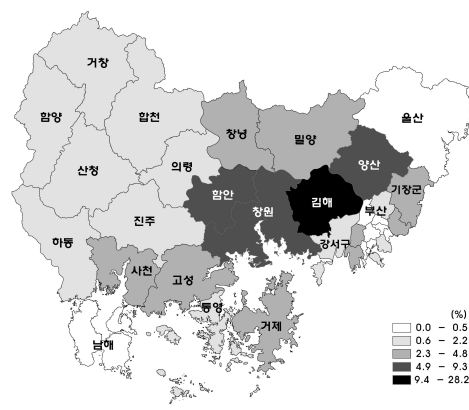 거창
함양
합천
창녕
밀양
울산
산청
의령
양산
함안
창원
김해
기장군
부산
진주
강서구
하동
사천
고성
통영
거제
남해
(%)
0.0 - 0.5
0.6 - 2.2
2.3 - 4.8
4.9 - 9.3
9.4 - 28.2